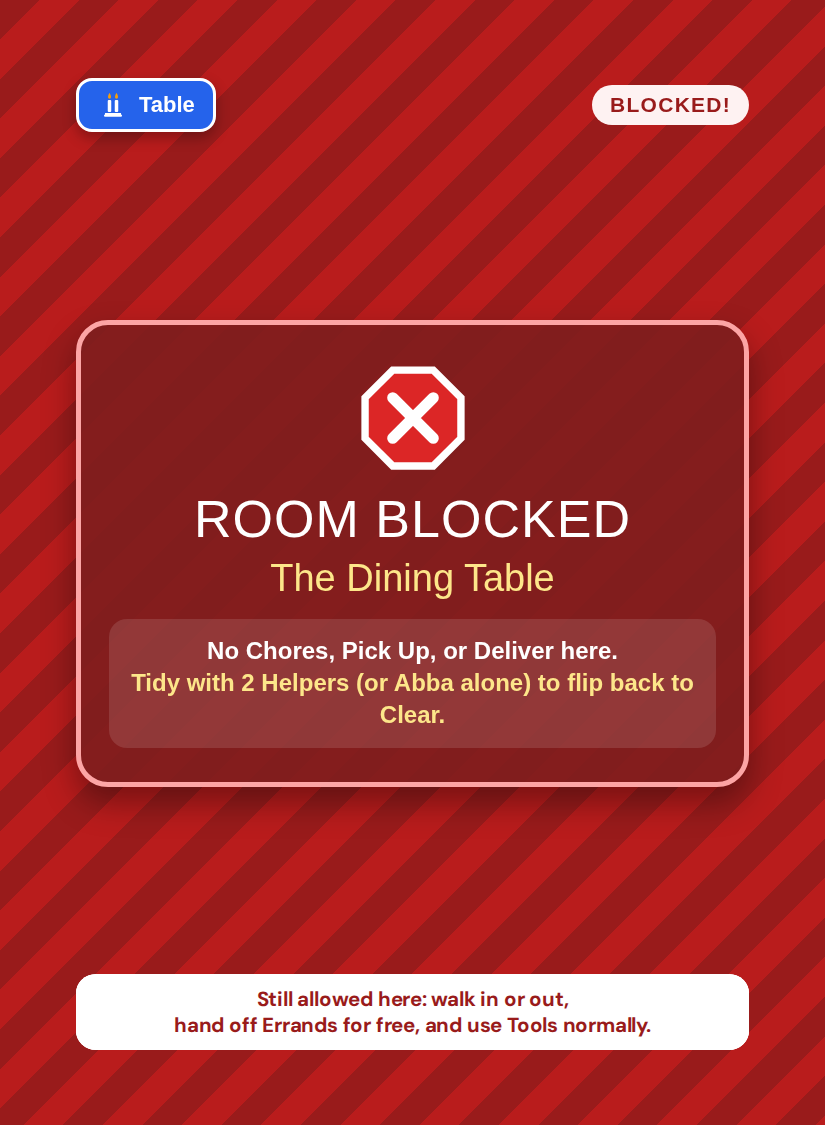 Table
BLOCKED!
ROOM BLOCKED
The Dining Table
No Chores, Pick Up, or Deliver here.
Tidy with 2 Helpers (or Abba alone) to flip back to
Clear.
Still allowed here: walk in or out,
hand off Errands for free, and use Tools normally.